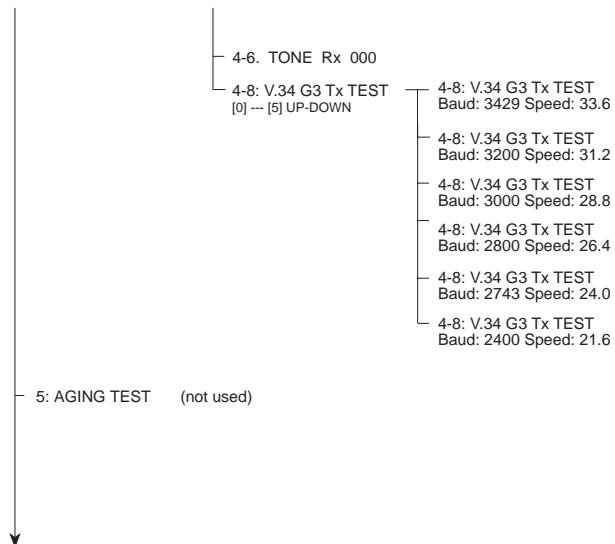 4-6. TONE Rx 000
4-8: V.34 G3 Tx TEST
[0] --- [5] UP-DOWN
4-8: V.34 G3 Tx TEST
Baud: 3429 Speed: 33.6
4-8: V.34 G3 Tx TEST
Baud: 3200 Speed: 31.2
4-8: V.34 G3 Tx TEST
Baud: 3000 Speed: 28.8
4-8: V.34 G3 Tx TEST
Baud: 2800 Speed: 26.4
4-8: V.34 G3 Tx TEST
Baud: 2743 Speed: 24.0
4-8: V.34 G3 Tx TEST
Baud: 2400 Speed: 21.6
5: AGING TEST (not used)